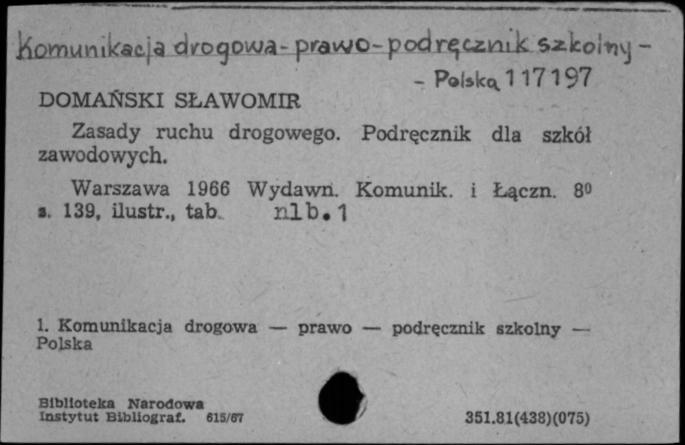 Komunikacja drogowa - prawo - podręcznik szkolny -
- Polska 117197
DOMAŃSKI SŁAWOMIR
Zasady ruchu drogowego. Podręcznik dla szkół
zawodowych.
Warszawa 1966 Wydawn. Komunik. i Łączn. 8⁰
s. 139, ilustr., tab. nlb. 1
1. Komunikacja drogowa — prawo — podręcznik szkolny —
Polska
Biblioteka Narodowa
Instytut Bibliograf. 615/67
351.81(438)(075)